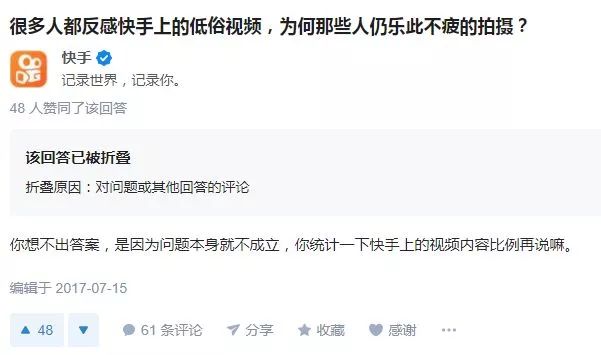 很多人都反感快手上的低俗视频，为何那些人仍乐此不疲的拍摄？
快手
记录世界，记录你。
48 人赞同了该回答
该回答已被折叠
折叠原因：对问题或其他回答的评论
你想不出答案，是因为问题本身就不成立，你统计一下快手上的视频内容比例再说嘛。
编辑于 2017-07-15
48 61 条评论 分享 收藏 感谢